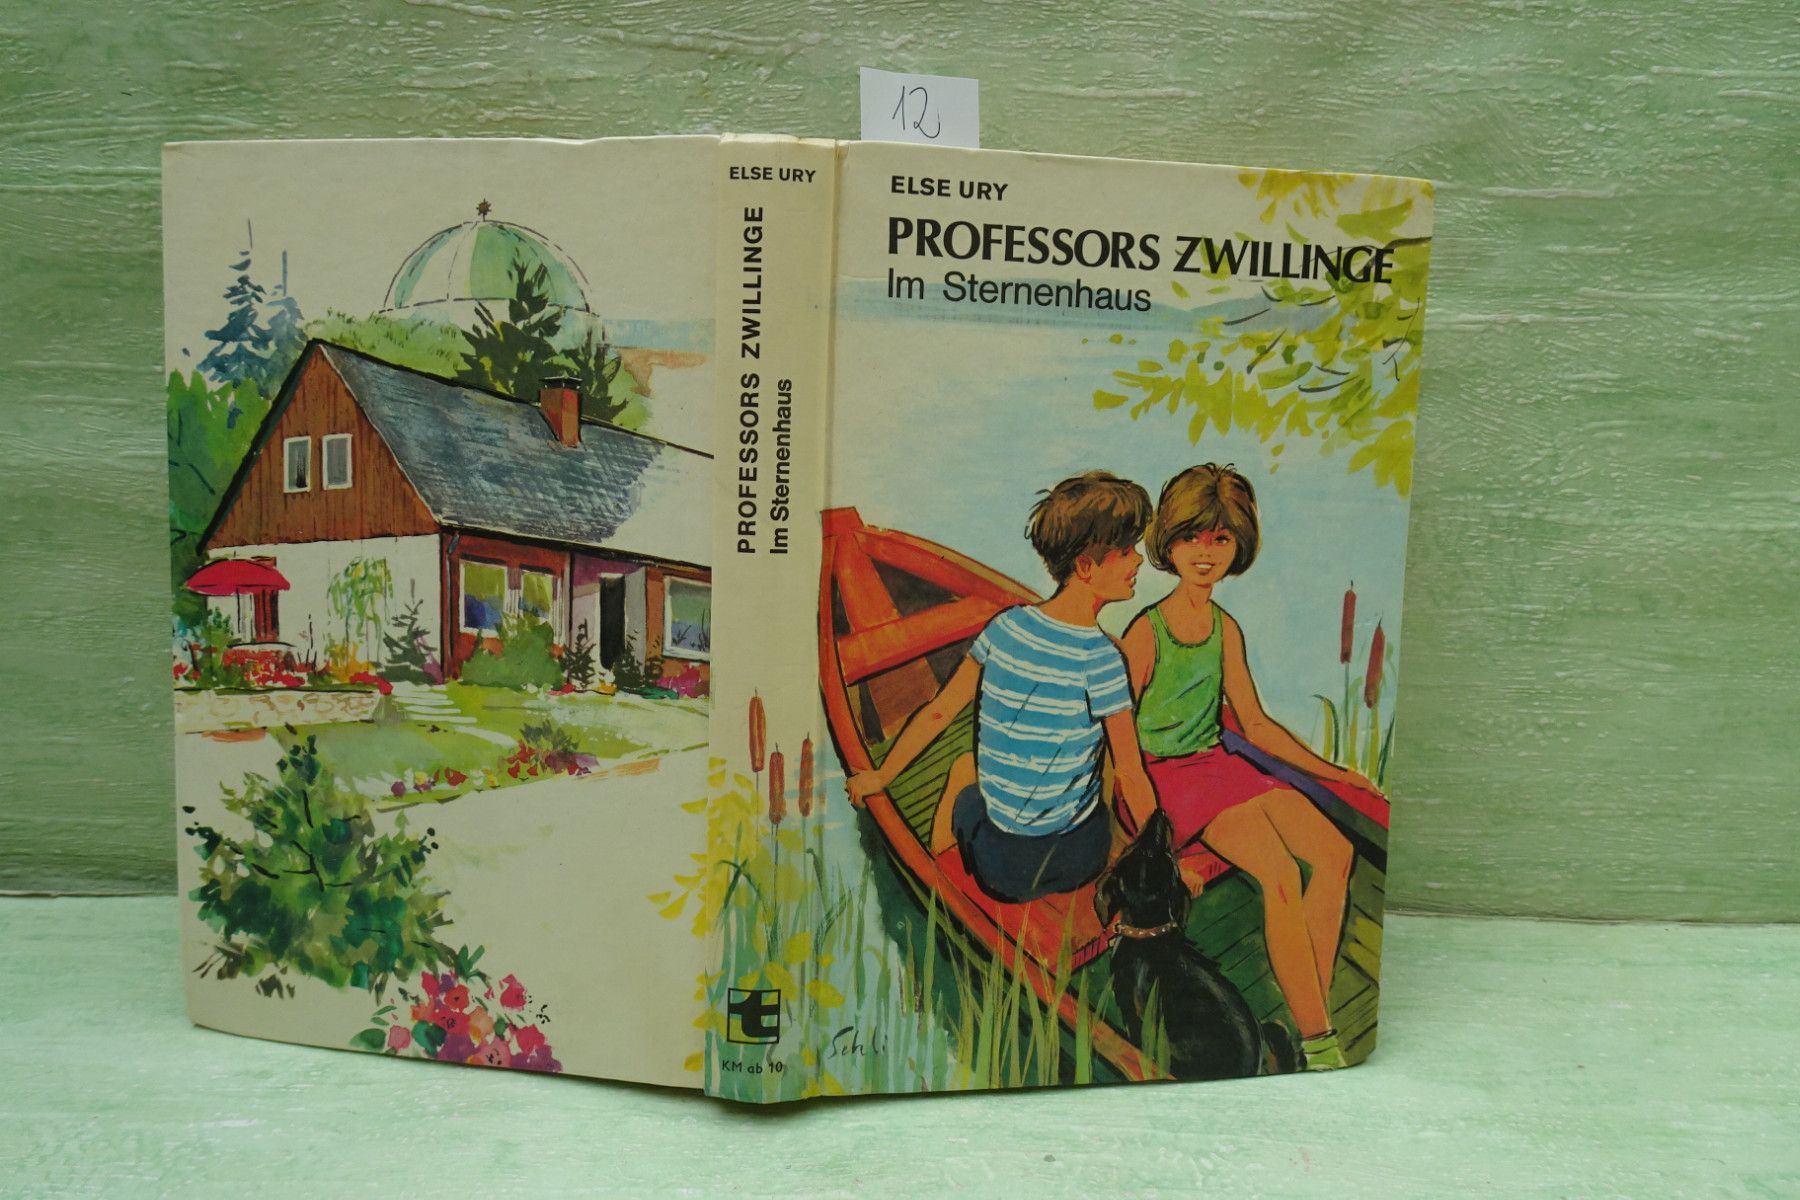 12
ELSE URY
PROFESSORS ZWILLINGE
Im Sternenhaus
t
KM ab 10
ELSE URY
PROFESSORS ZWILLINGE
Im Sternenhaus